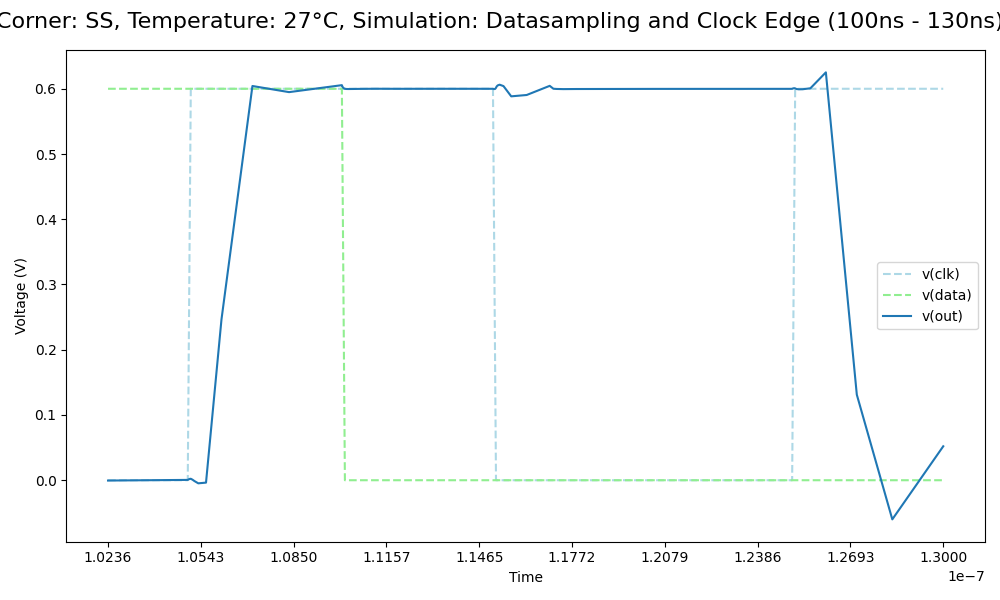 Corner: SS, Temperature: 27°C, Simulation: Datasampling and Clock Edge (100ns - 130ns)
0.6
0.5
0.4
0.3
0.2
0.1
0.0
Voltage (V)
v(clk)
v(data)
v(out)
1.0236 1.0543 1.0850 1.1157 1.1465 1.1772 1.2079 1.2386 1.2693 1.3000
1e−7
Time